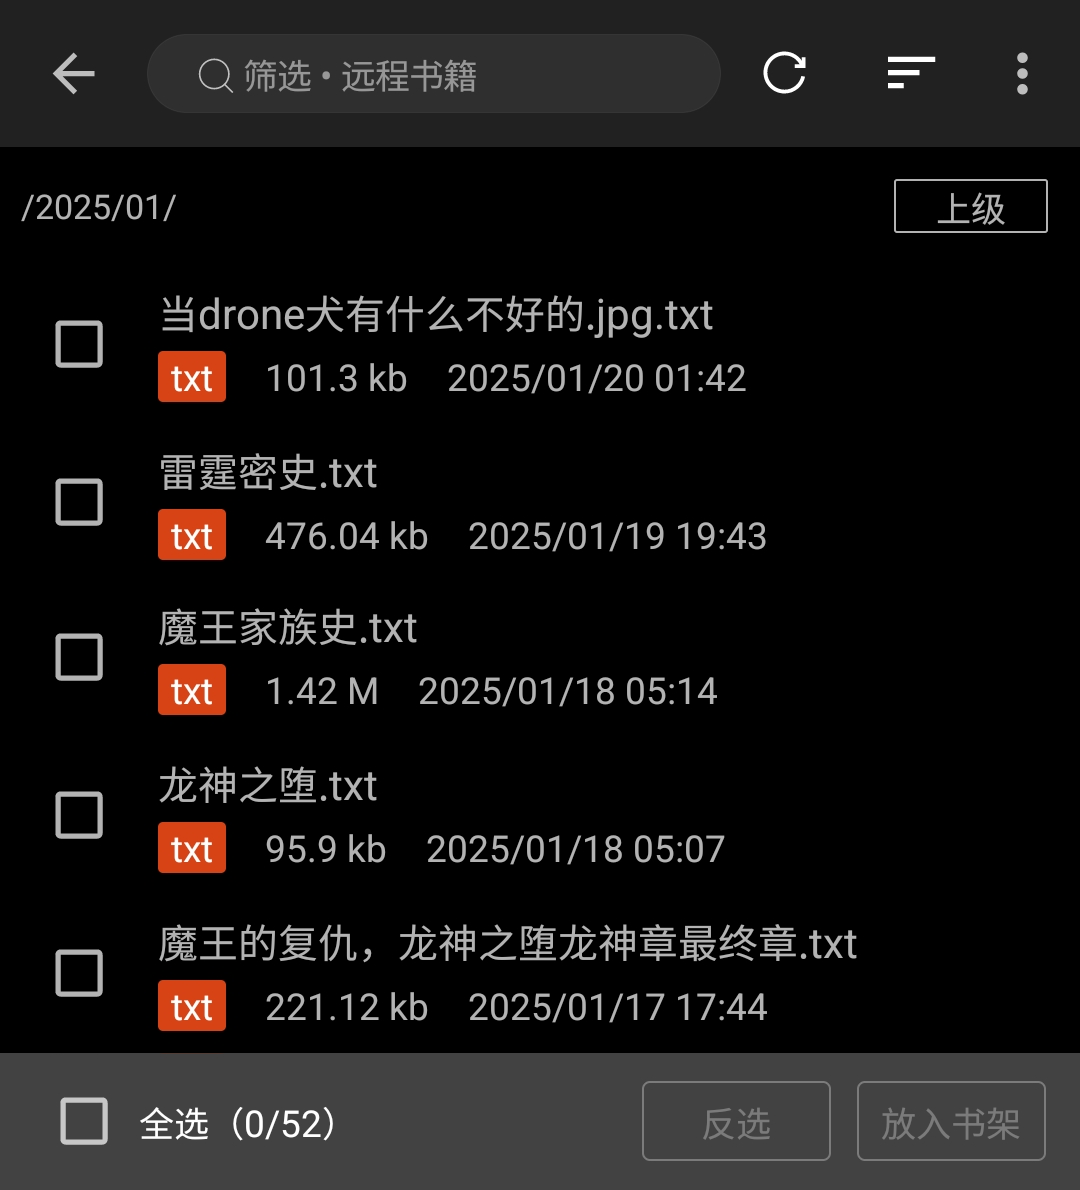 筛选 • 远程书籍
/2025/01/
上级
当drone犬有什么不好的.jpg.txt
txt 101.3 kb 2025/01/20 01:42
雷霆密史.txt
txt 476.04 kb 2025/01/19 19:43
魔王家族史.txt
txt 1.42 M 2025/01/18 05:14
龙神之堕.txt
txt 95.9 kb 2025/01/18 05:07
魔王的复仇，龙神之堕龙神章最终章.txt
txt 221.12 kb 2025/01/17 17:44
全选（0/52）
反选
放入书架